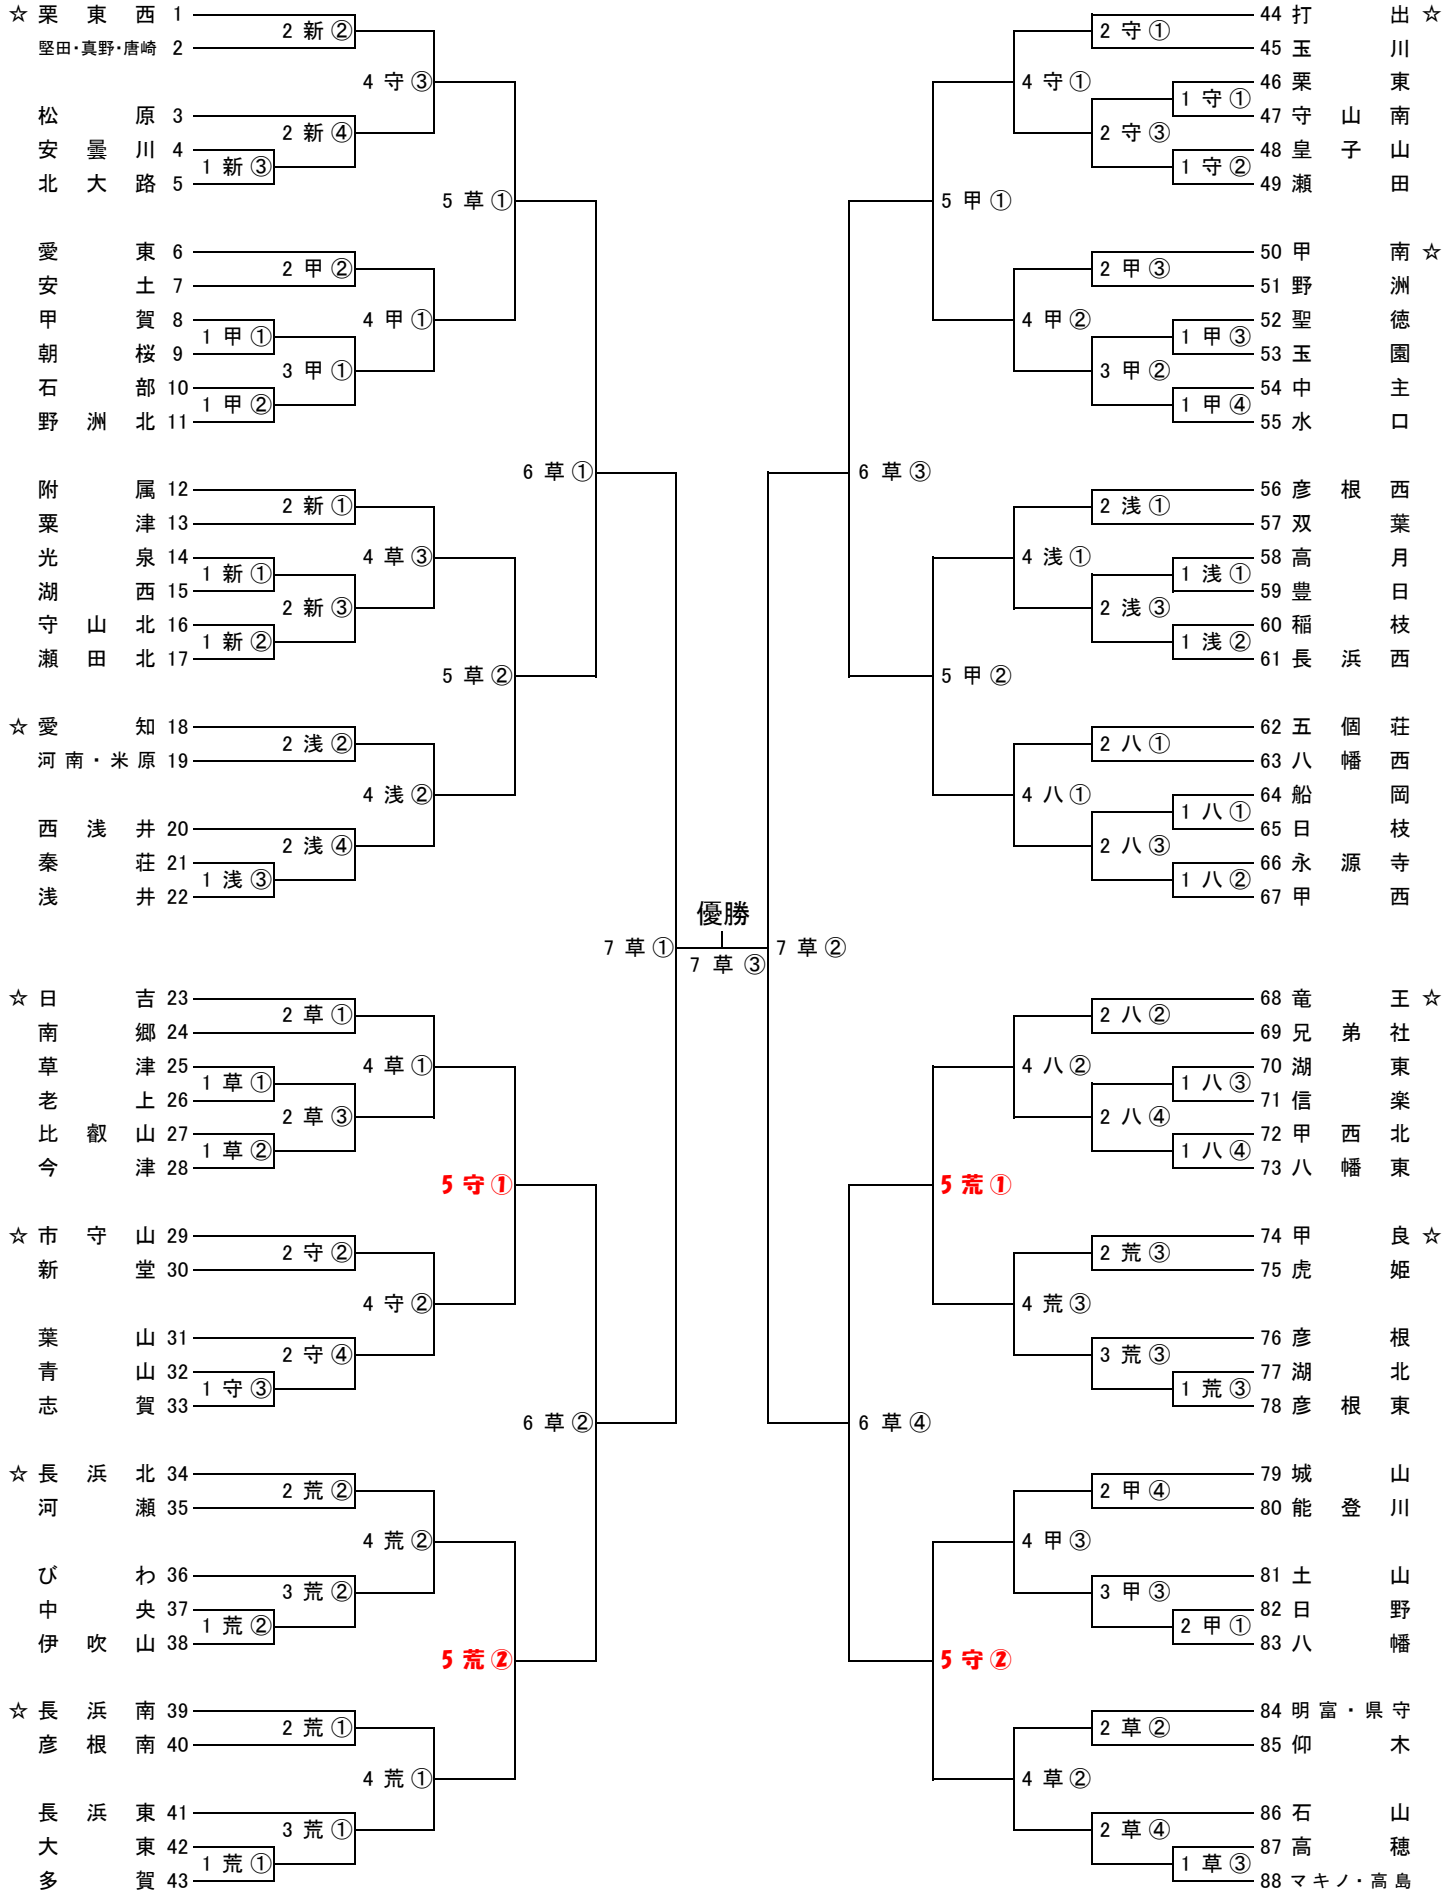 ☆ 栗東西 1
2 新 ②
堅田・真野・唐崎 2
4 守 ③
松原 3
2 新 ④
安曇川 4
1 新 ③
北大路 5
5 草 ①
愛東 6
2 甲 ②
安土 7
甲賀 8
4 甲 ①
1 甲 ①
朝桜 9
3 甲 ①
石部 10
1 甲 ②
野洲北 11
6 草 ①
附属 12
2 新 ①
粟津 13
光泉 14
4 草 ③
1 新 ①
湖西 15
2 新 ③
守山北 16
1 新 ②
瀬田北 17
5 草 ②
☆ 愛知 18
2 浅 ②
河南・米原 19
4 浅 ②
西浅井 20
2 浅 ④
秦荘 21
1 浅 ③
浅井 22
優勝
7 草 ①
7 草 ③
7 草 ②
☆ 日吉 23
2 草 ①
南郷 24
草津 25
4 草 ①
1 草 ①
老上 26
2 草 ③
比叡山 27
1 草 ②
今津 28
5 守 ①
☆ 市守山 29
2 守 ②
新堂 30
4 守 ②
葉山 31
2 守 ④
青山 32
1 守 ③
志賀 33
6 草 ②
☆ 長浜北 34
2 荒 ②
河瀬 35
4 荒 ②
びわ 36
3 荒 ②
中央 37
1 荒 ②
伊吹山 38
5 荒 ②
☆ 長浜南 39
2 荒 ①
彦根南 40
4 荒 ①
長浜東 41
3 荒 ①
大東 42
1 荒 ①
多賀 43
44 打出 ☆
2 守 ①
45 玉川
4 守 ①
46 栗東
1 守 ①
47 守山南
2 守 ③
48 皇子山
1 守 ②
49 瀬田
5 甲 ①
50 甲南 ☆
2 甲 ③
51 野洲
4 甲 ②
52 聖徳
1 甲 ③
53 玉園
3 甲 ②
54 中主
1 甲 ④
55 水口
6 草 ③
56 彦根西
2 浅 ①
57 双葉
4 浅 ①
58 高月
1 浅 ①
59 豊日
2 浅 ③
60 稲枝
1 浅 ②
61 長浜西
5 甲 ②
62 五個荘
2 八 ①
63 八幡西
4 八 ①
64 船岡
1 八 ①
65 日枝
2 八 ③
66 永源寺
1 八 ②
67 甲西
68 竜王 ☆
2 八 ②
69 兄弟社
4 八 ②
70 湖東
1 八 ③
71 信楽
2 八 ④
72 甲西北
1 八 ④
73 八幡東
5 荒 ①
74 甲良 ☆
2 荒 ③
75 虎姫
4 荒 ③
76 彦根
3 荒 ③
77 湖北
1 荒 ③
78 彦根東
6 草 ④
79 城山
2 甲 ④
80 能登川
4 甲 ③
81 土山
3 甲 ③
82 日野
2 甲 ①
83 八幡
5 守 ②
84 明富・県守
2 草 ②
85 仰木
4 草 ②
86 石山
2 草 ④
87 高穂
1 草 ③
88 マキノ・高島